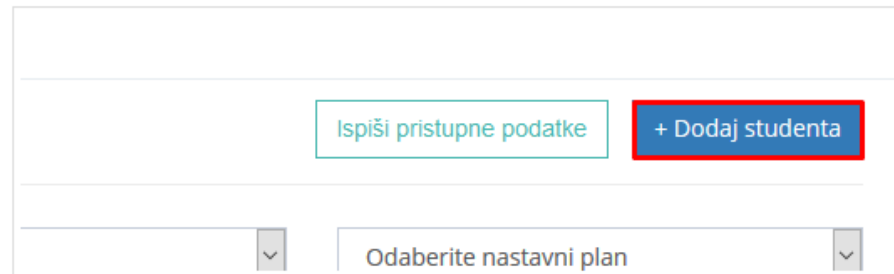 Ispiši pristupne podatke
+ Dodaj studenta
Odaberite nastavni plan